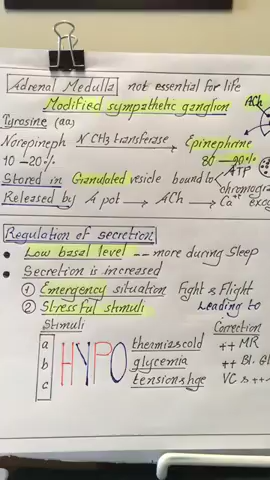 Adrenal Medulla not essential for life
Modified sympathetic ganglion
ACh
Tyrosine (aa)
Norepineph N CH3 transferase Epinephrine
10 - 20% 80 - 90%
ATP
Stored in Granulated vesicle bound to
chromogra
Released by A pot → ACh → Ca++ exoc
Regulation of secretion
Low basal level -- more during Sleep
Secretion is increased
① Emergency situation Fight & Flight
② Stressful stimuli Leading to
Stimuli Correction
a thermia & cold ++ MR
b HYPO glycemia ++ Bl. Gl
c tension & hge VC & ++